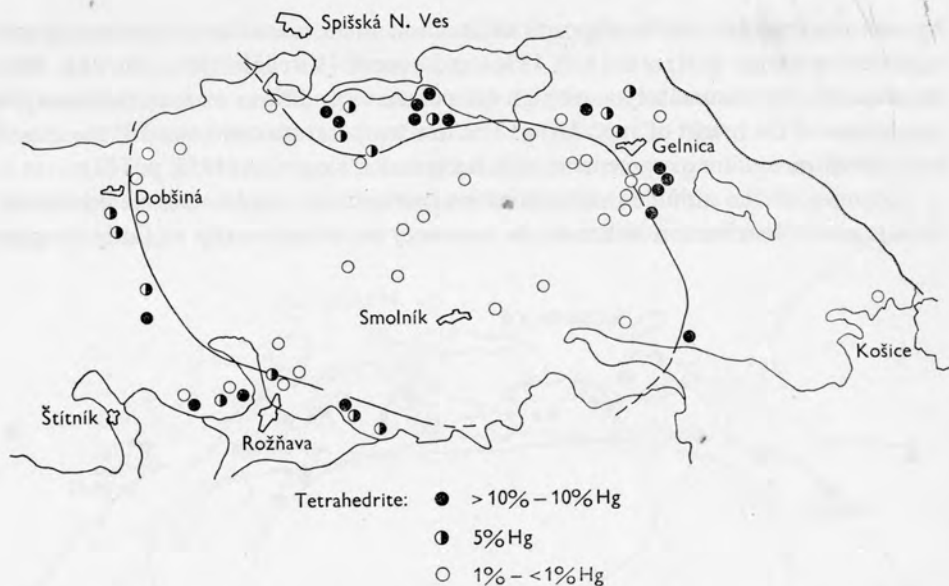 Spišská N. Ves
Gelnica
Dobšiná
Smolník
Košice
Štítník
Rožňava
Tetrahedrite: > 10% – 10% Hg
5% Hg
1% – <1% Hg